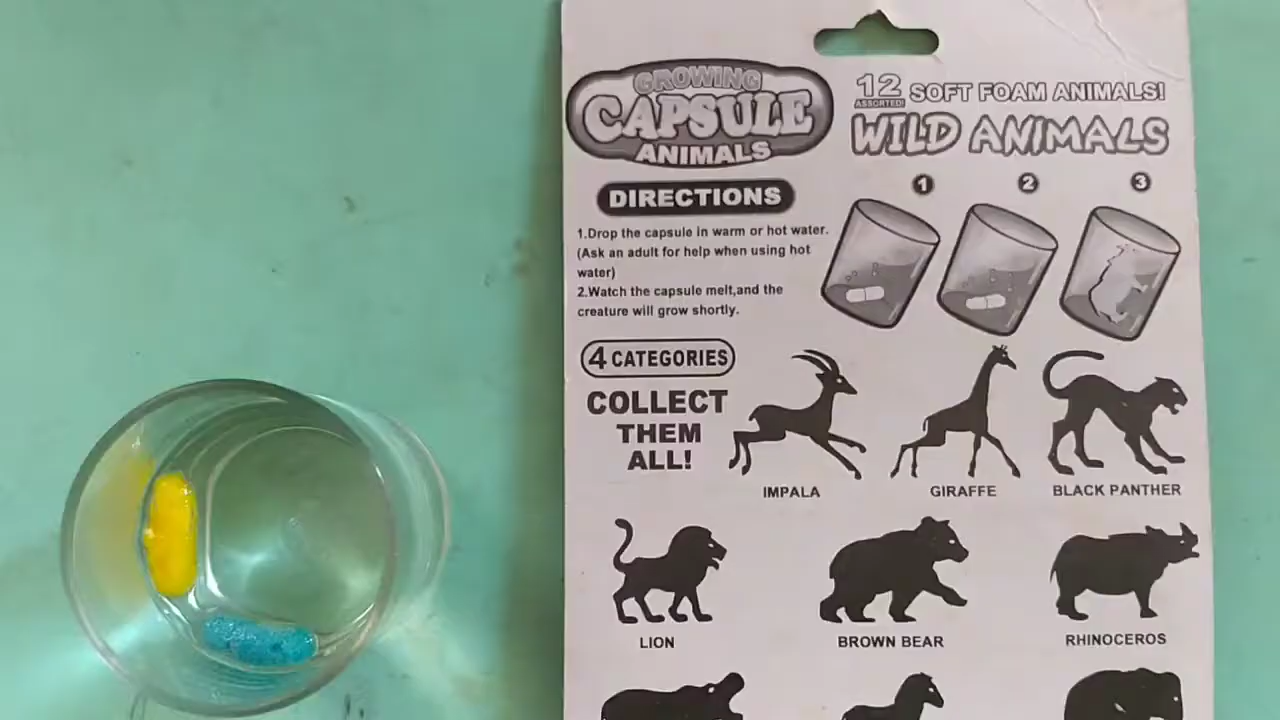 GROWING
CAPSULE
ANIMALS
12 ASSORTED! SOFT FOAM ANIMALS!
WILD ANIMALS
DIRECTIONS
1.Drop the capsule in warm or hot water.
(Ask an adult for help when using hot
water)
2.Watch the capsule melt,and the
creature will grow shortly.
1 2 3
4 CATEGORIES
COLLECT
THEM
ALL!
IMPALA
GIRAFFE
BLACK PANTHER
LION
BROWN BEAR
RHINOCEROS